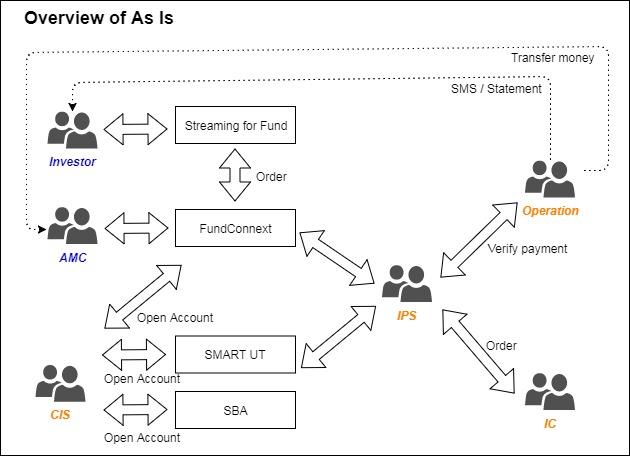 Overview of As Is
Transfer money
SMS / Statement
Streaming for Fund
Investor
Order
Operation
FundConnext
AMC
Verify payment
IPS
Open Account
Order
SMART UT
Open Account
CIS
SBA
IC
Open Account